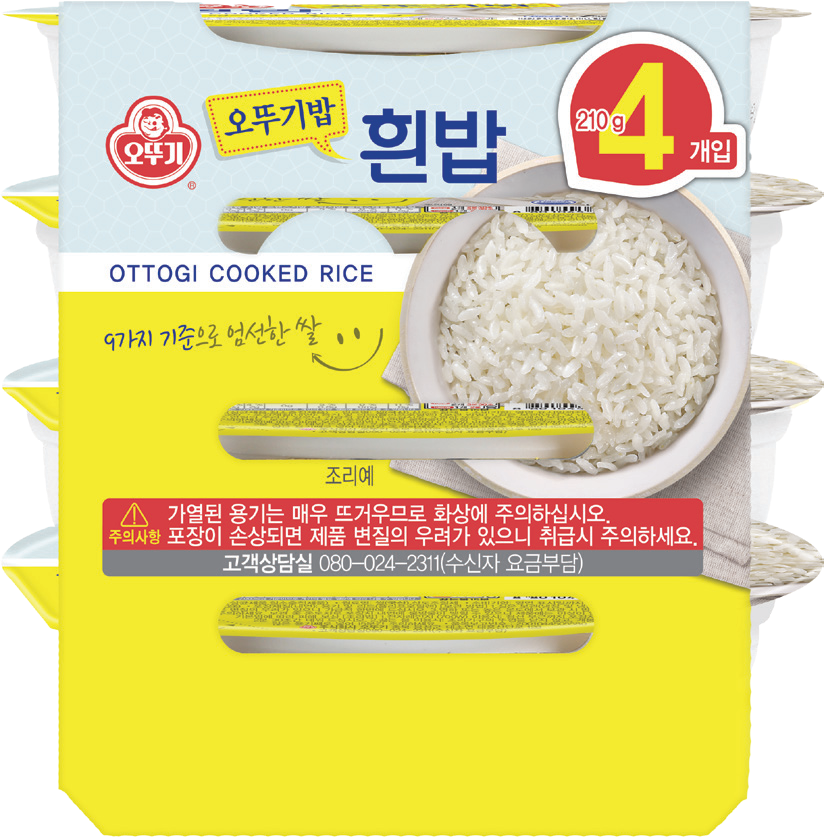 오뚜기
®
오뚜기밥
흰밥
210g
4
개입
OTTOGI COOKED RICE
9가지 기준으로 엄선한 쌀
조리예
주의사항
가열된 용기는 매우 뜨거우므로 화상에 주의하십시오.
포장이 손상되면 제품 변질의 우려가 있으니 취급시 주의하세요.
고객상담실 080-024-2311(수신자 요금부담)